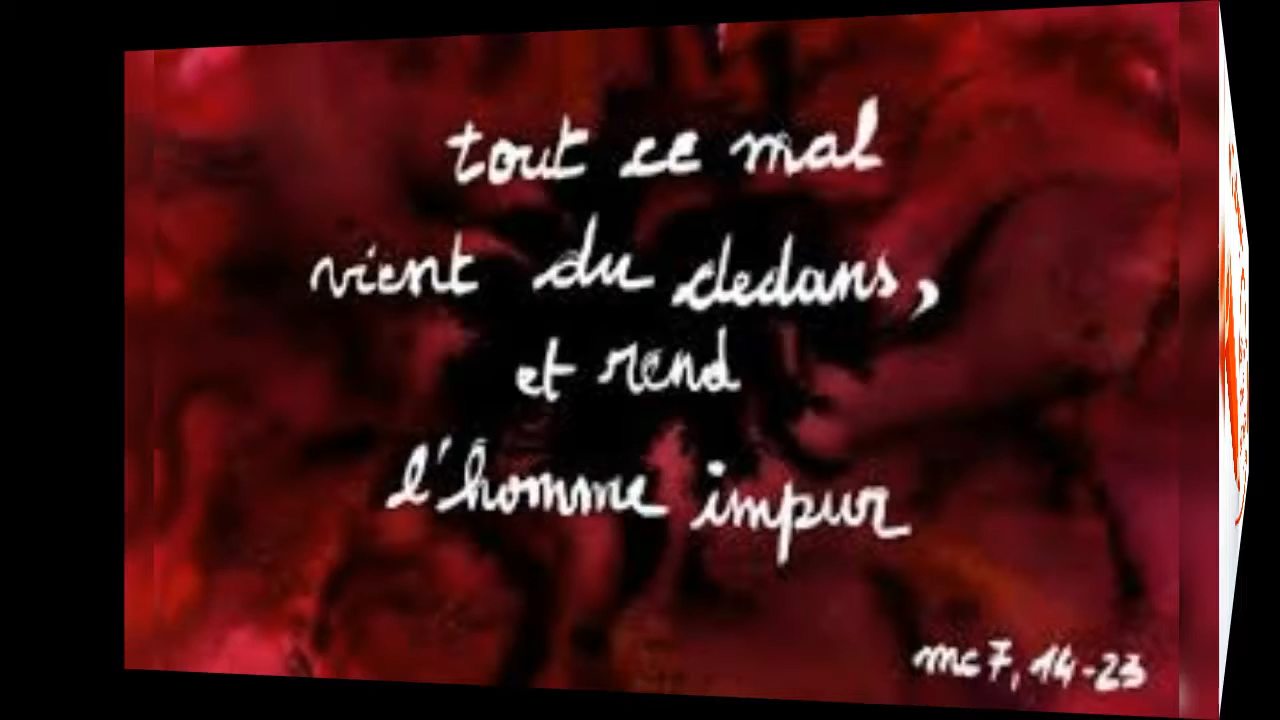 tout ce mal
vient du dedans,
et rend
l'homme impur
mc 7, 14-23